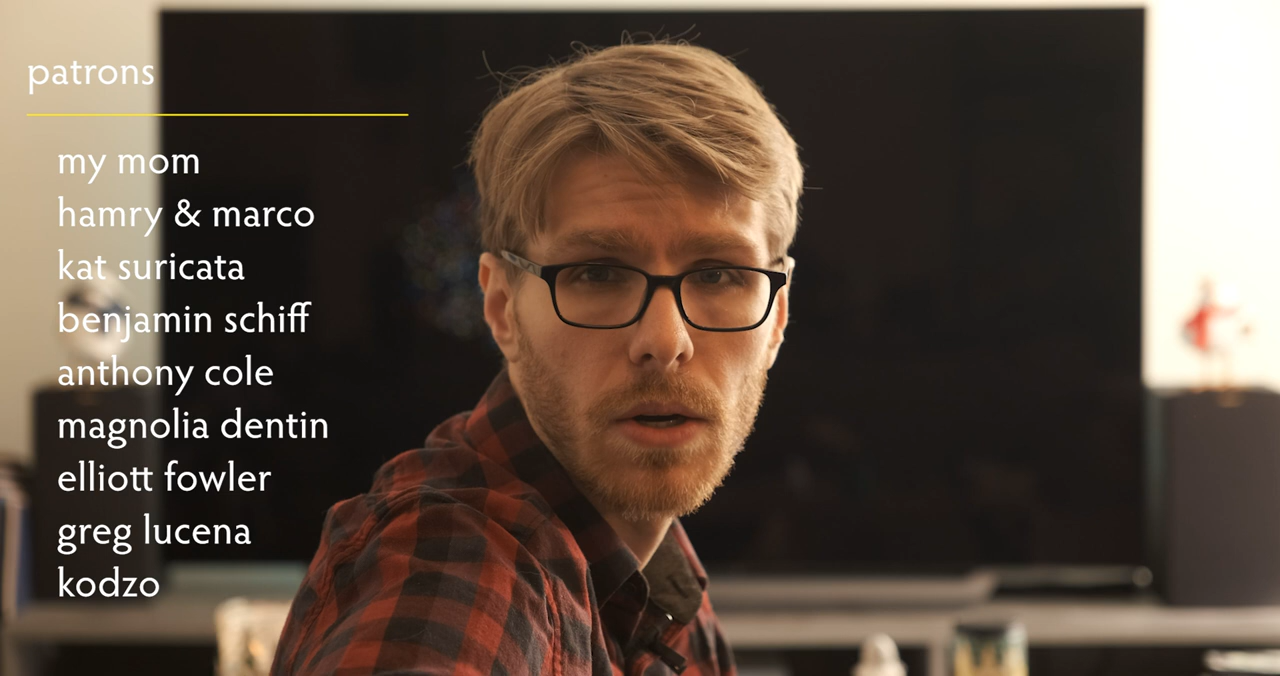 patrons
my mom
hamry & marco
kat suricata
benjamin schiff
anthony cole
magnolia dentin
elliott fowler
greg lucena
kodzo